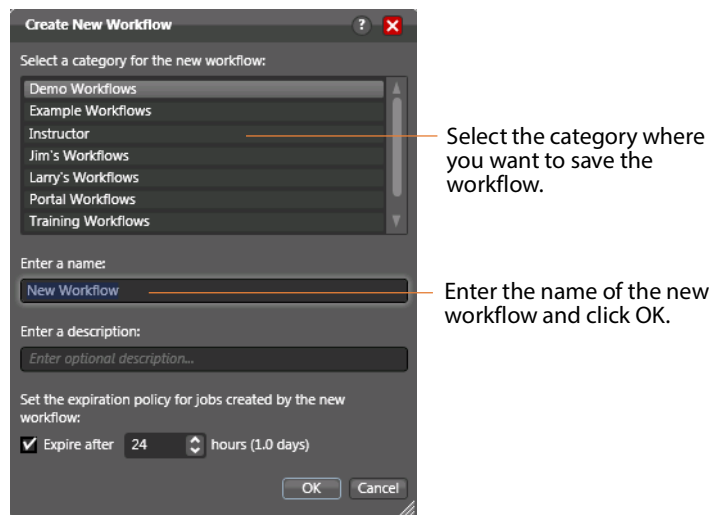 Create New Workflow
?
Select a category for the new workflow:
Demo Workflows
Example Workflows
Instructor
Jim's Workflows
Larry's Workflows
Portal Workflows
Training Workflows
Select the category where
you want to save the
workflow.
Enter a name:
New Workflow
Enter the name of the new
workflow and click OK.
Enter a description:
Enter optional description...
Set the expiration policy for jobs created by the new
workflow:
Expire after 24 hours (1.0 days)
OK Cancel